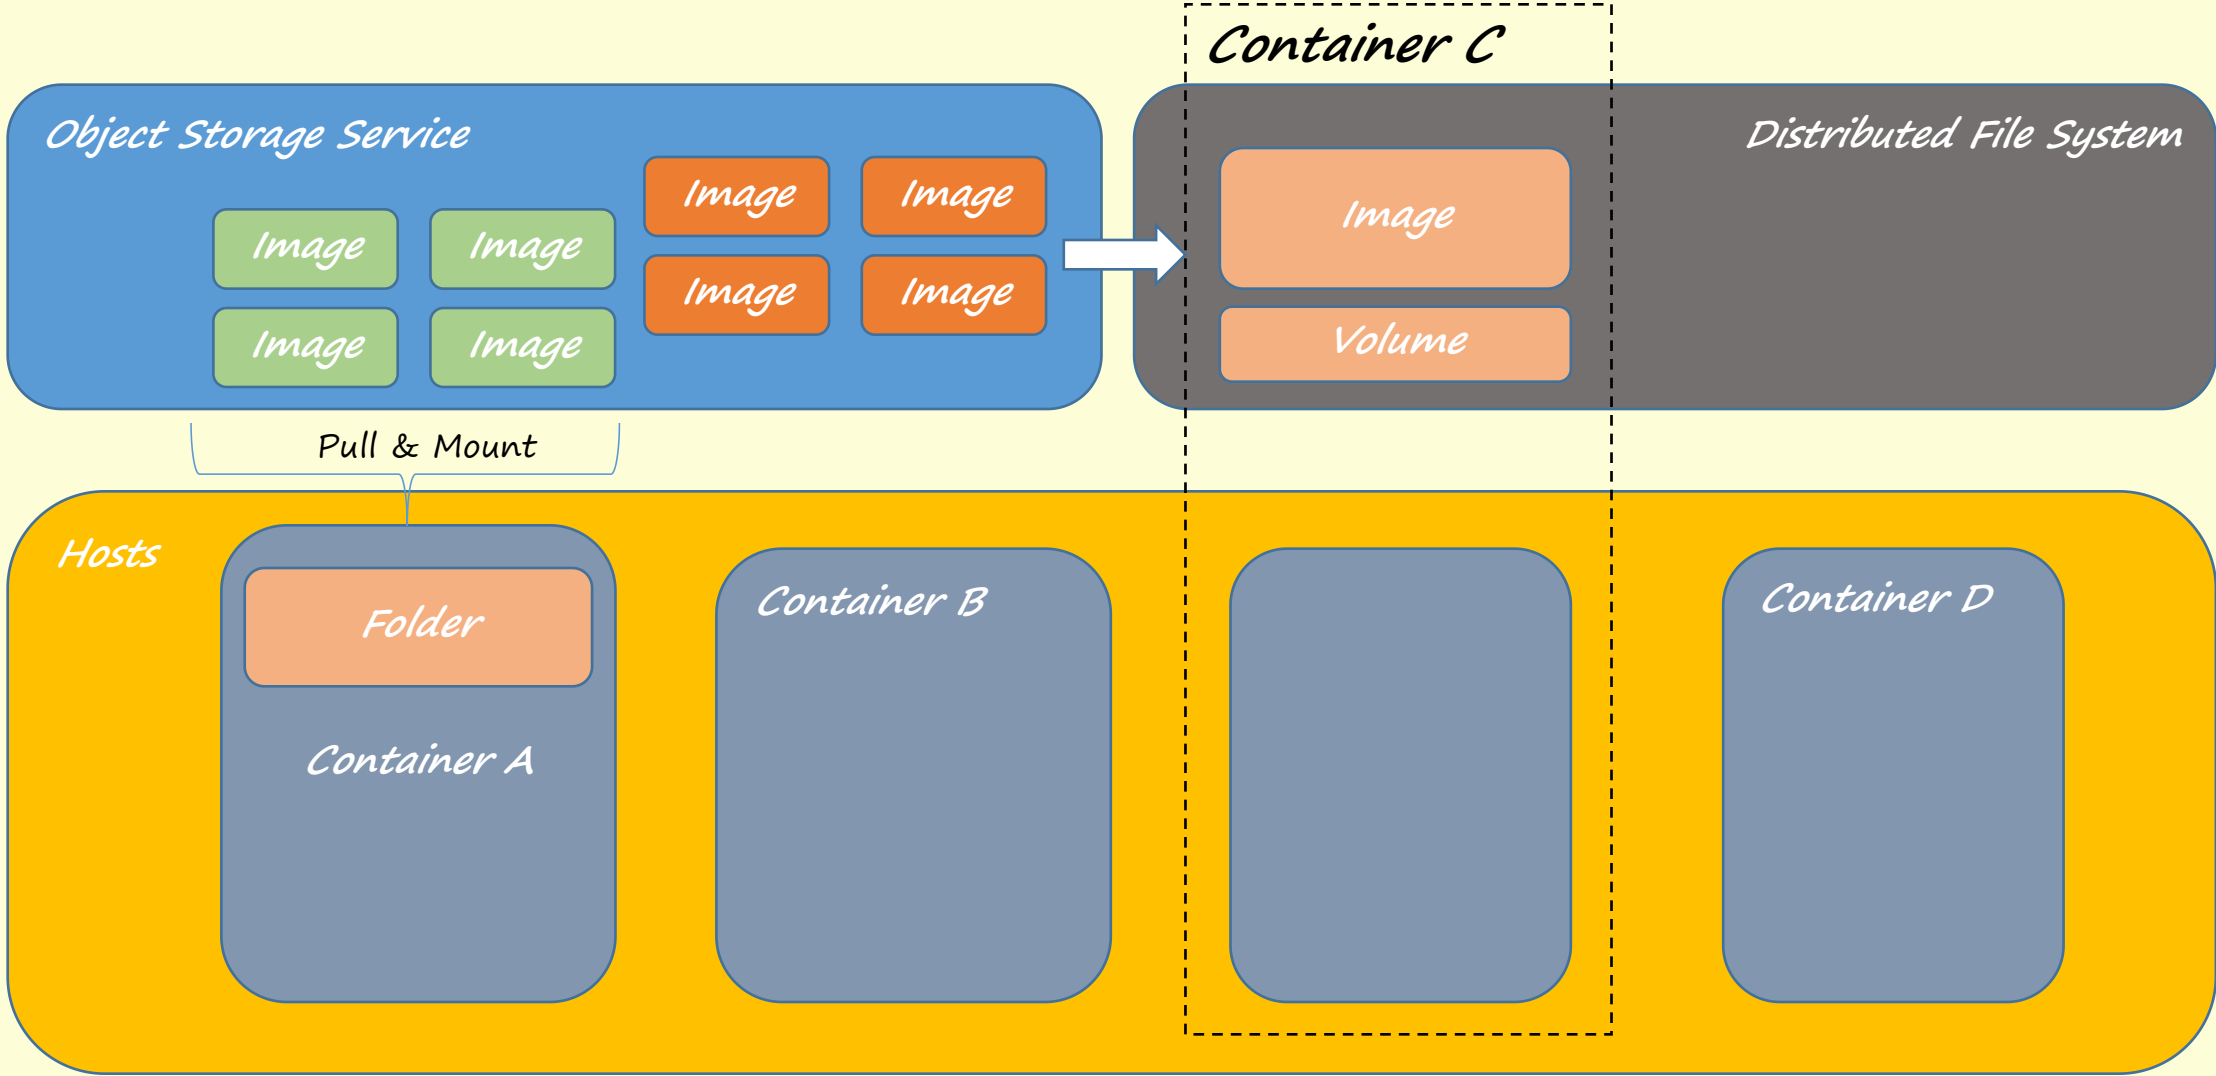 Container C
Object Storage Service
Distributed File System
Image
Image
Image
Image
Image
Image
Image
Image
Image
Volume
Pull & Mount
Hosts
Folder
Container A
Container B
Container D